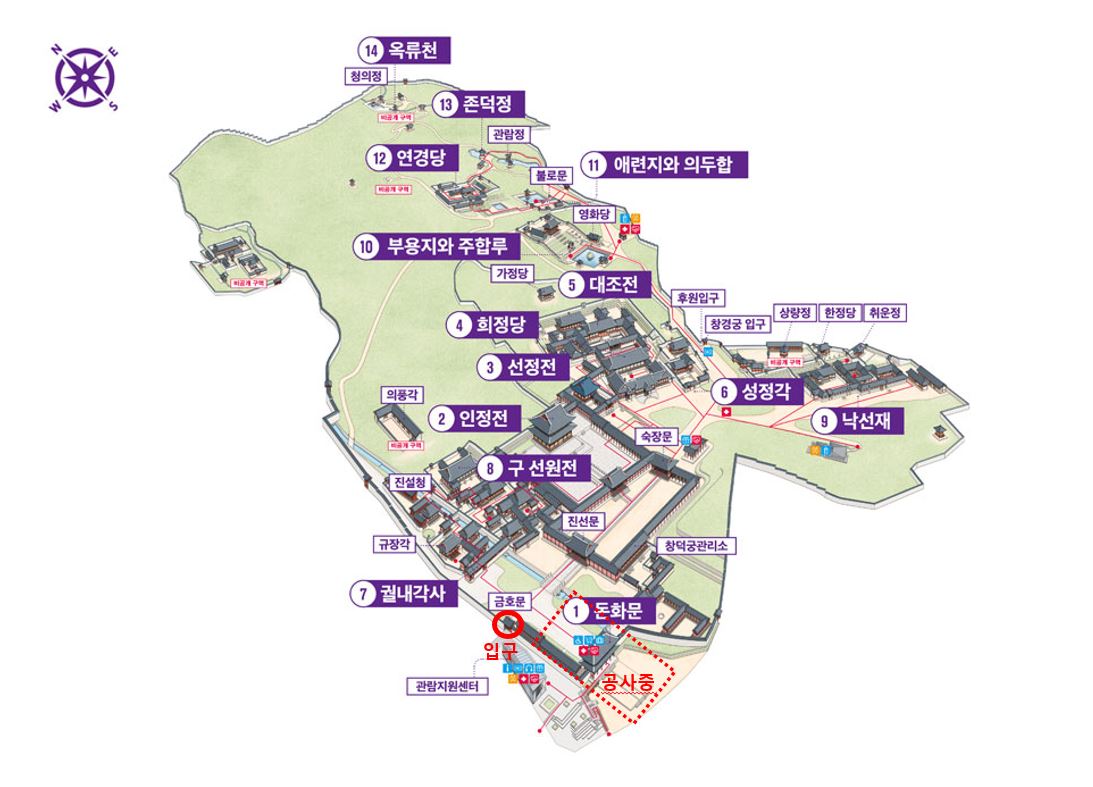 N
E
W
S
14 옥류천
청의정
비공개 구역
13 존덕정
관람정
12 연경당
비공개 구역
불로문
11 애련지와 의두합
영화당
10 부용지와 주합루
가정당
비공개 구역
5 대조전
후원입구
창경궁 입구
상량정
한정당
취운정
비공개 구역
4 희정당
3 선정전
6 성정각
9 낙선재
의풍각
비공개 구역
2 인정전
숙장문
8 구 선원전
진설청
진선문
규장각
창덕궁관리소
7 궐내각사
금호문
1 돈화문
입구
공사중
관람지원센터